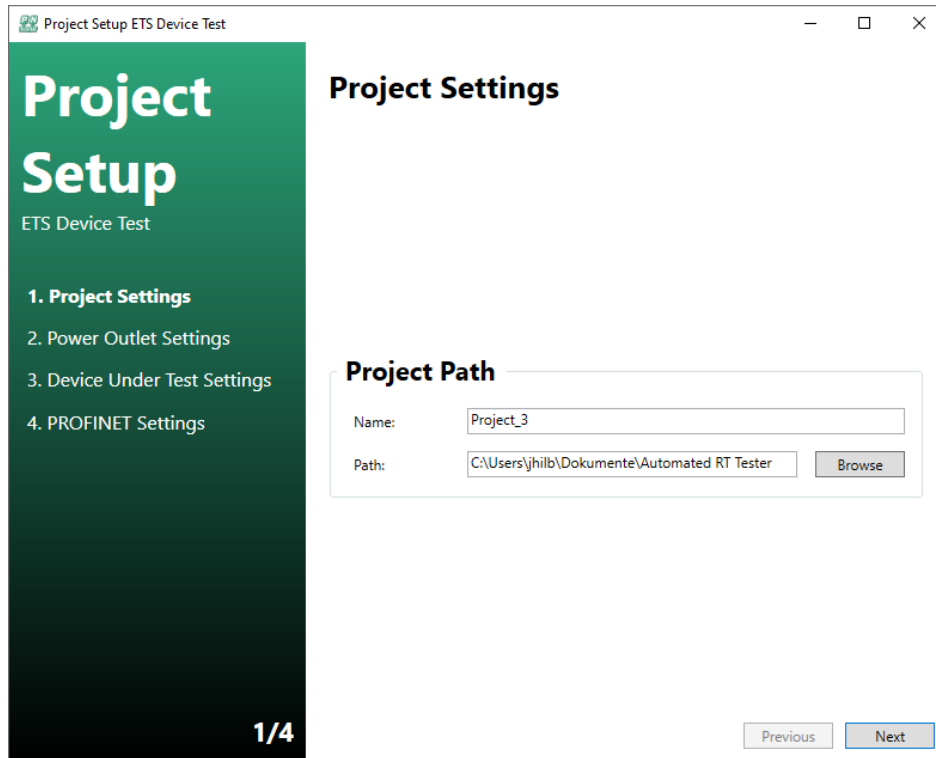 Project Setup ETS Device Test
Project
Setup
ETS Device Test
1. Project Settings
2. Power Outlet Settings
3. Device Under Test Settings
4. PROFINET Settings
1/4
Project Settings
Project Path
Name: Project_3
Path: C:\Users\jhilb\Dokumente\Automated RT Tester Browse
Previous Next